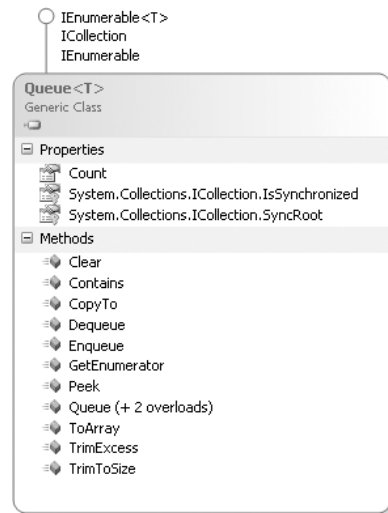 IEnumerable<T>
ICollection
IEnumerable
Queue<T>
Generic Class
Properties
Count
System.Collections.ICollection.IsSynchronized
System.Collections.ICollection.SyncRoot
Methods
Clear
Contains
CopyTo
Dequeue
Enqueue
GetEnumerator
Peek
Queue (+ 2 overloads)
ToArray
TrimExcess
TrimToSize